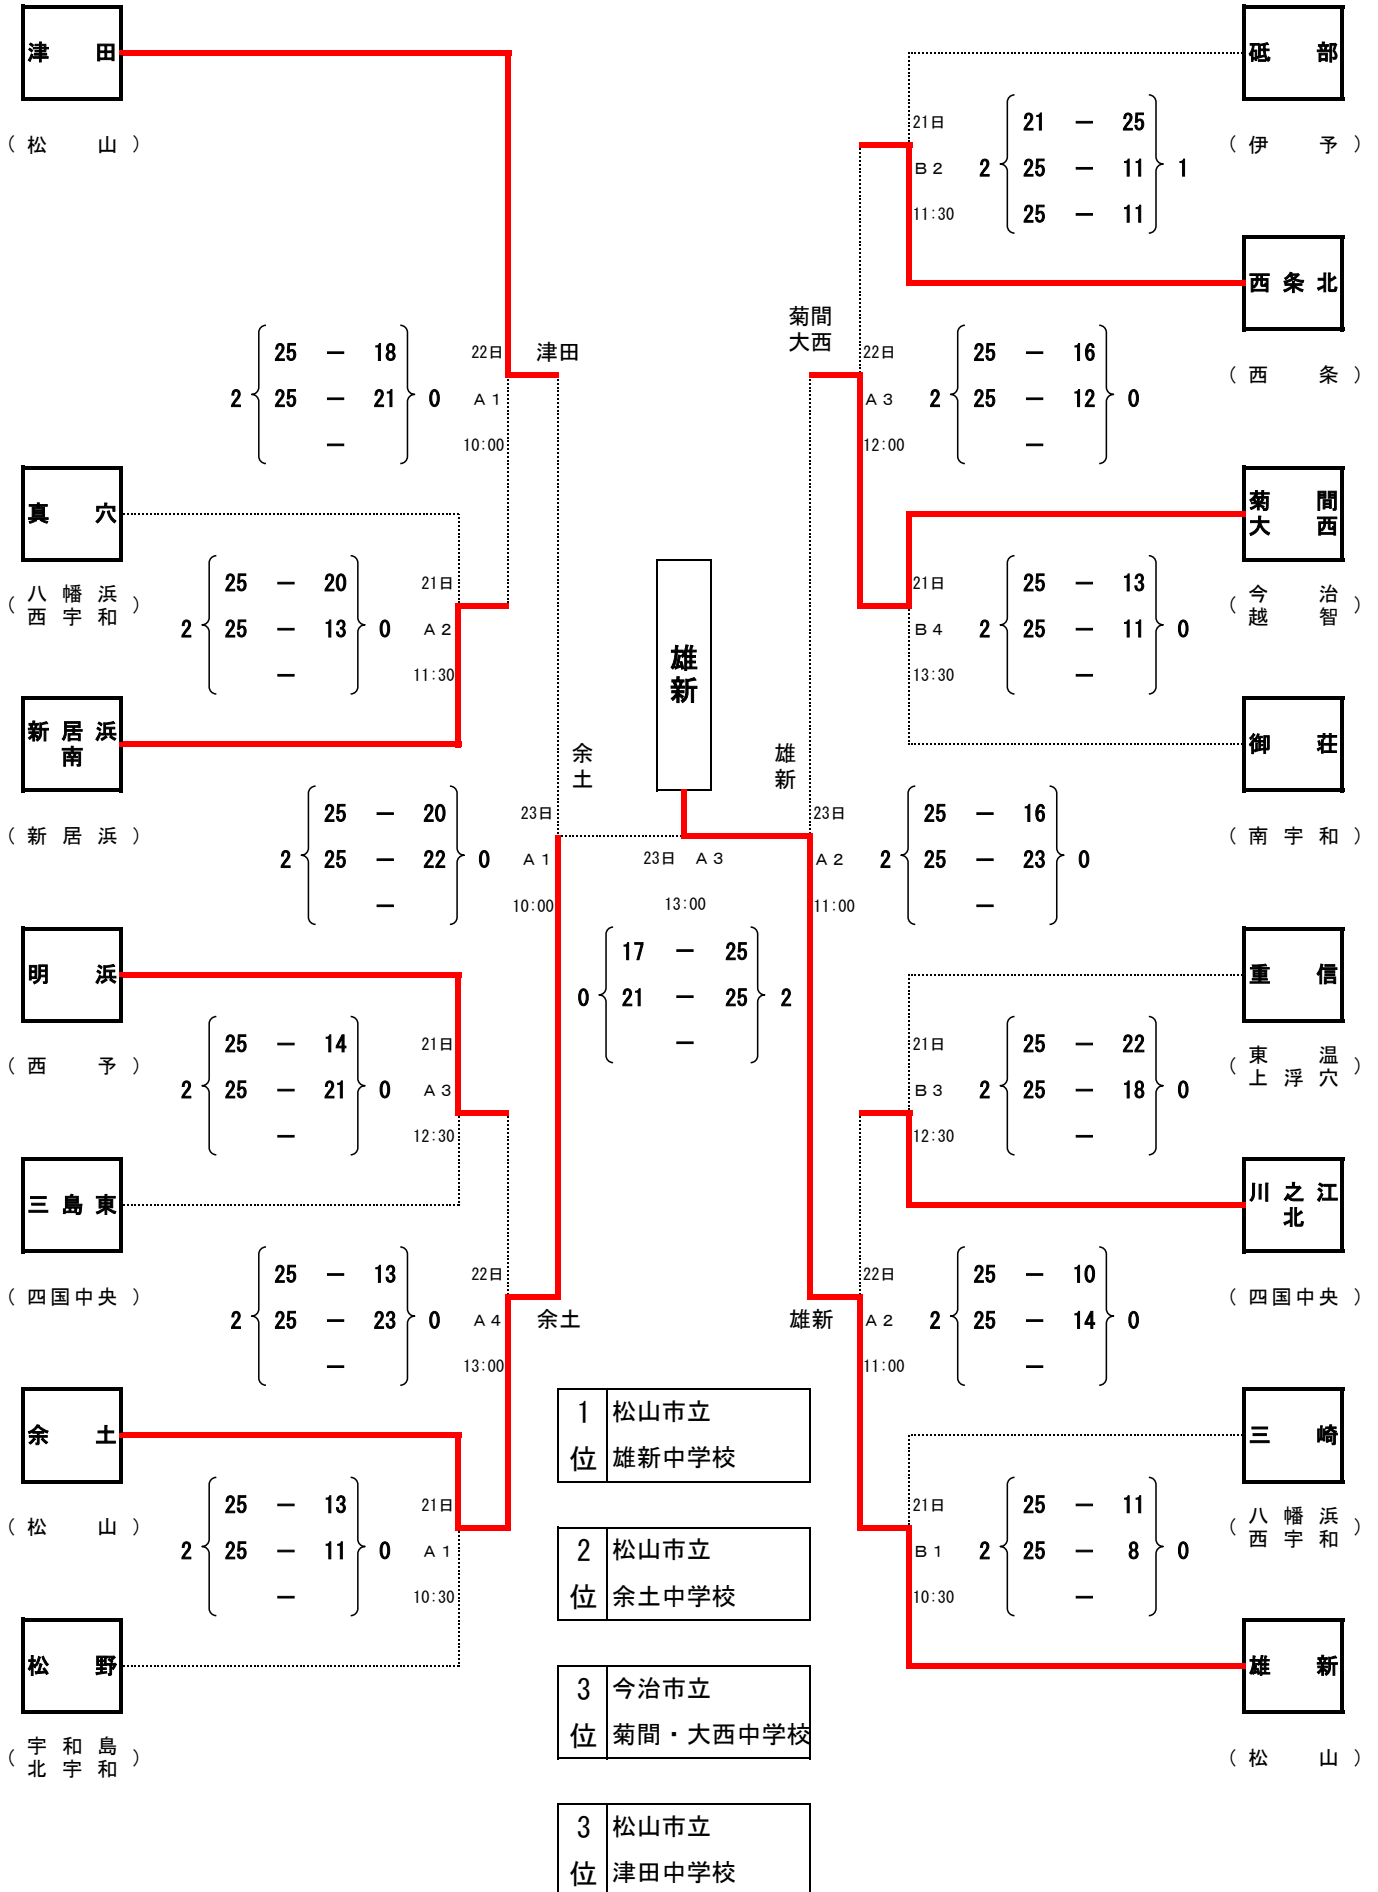 津田
（松山）
25 － 18
2 25 － 21 0
－
22日
A 1
10:00
津田
真穴
（八幡浜
西宇和）
25 － 20
2 25 － 13 0
－
21日
A 2
11:30
新居浜
南
（新居浜）
25 － 20
2 25 － 22 0
－
23日
A 1
10:00
余
土
明浜
（西予）
25 － 14
2 25 － 21 0
－
21日
A 3
12:30
三島東
（四国中央）
25 － 13
2 25 － 23 0
－
22日
A 4
13:00
余土
余土
（松山）
25 － 13
2 25 － 11 0
－
21日
A 1
10:30
松野
（宇和島
北宇和）
雄
新
23日 A 3
13:00
17 － 25
0 21 － 25 2
－
砥部
（伊予）
21日
B 2
11:30
21 － 25
2 25 － 11 1
25 － 11
西条北
（西条）
菊間
大西
22日
A 3
12:00
25 － 16
2 25 － 12 0
－
菊間
大西
（今治
越智）
21日
B 4
13:30
25 － 13
2 25 － 11 0
－
御荘
（南宇和）
雄
新
23日
A 2
11:00
25 － 16
2 25 － 23 0
－
重信
（東温
上浮穴）
21日
B 3
12:30
25 － 22
2 25 － 18 0
－
川之江
北
（四国中央）
雄新
22日
A 2
11:00
25 － 10
2 25 － 14 0
－
三崎
（八幡浜
西宇和）
21日
B 1
10:30
25 － 11
2 25 － 8 0
－
雄新
（松山）
1 松山市立
位 雄新中学校
2 松山市立
位 余土中学校
3 今治市立
位 菊間・大西中学校
3 松山市立
位 津田中学校